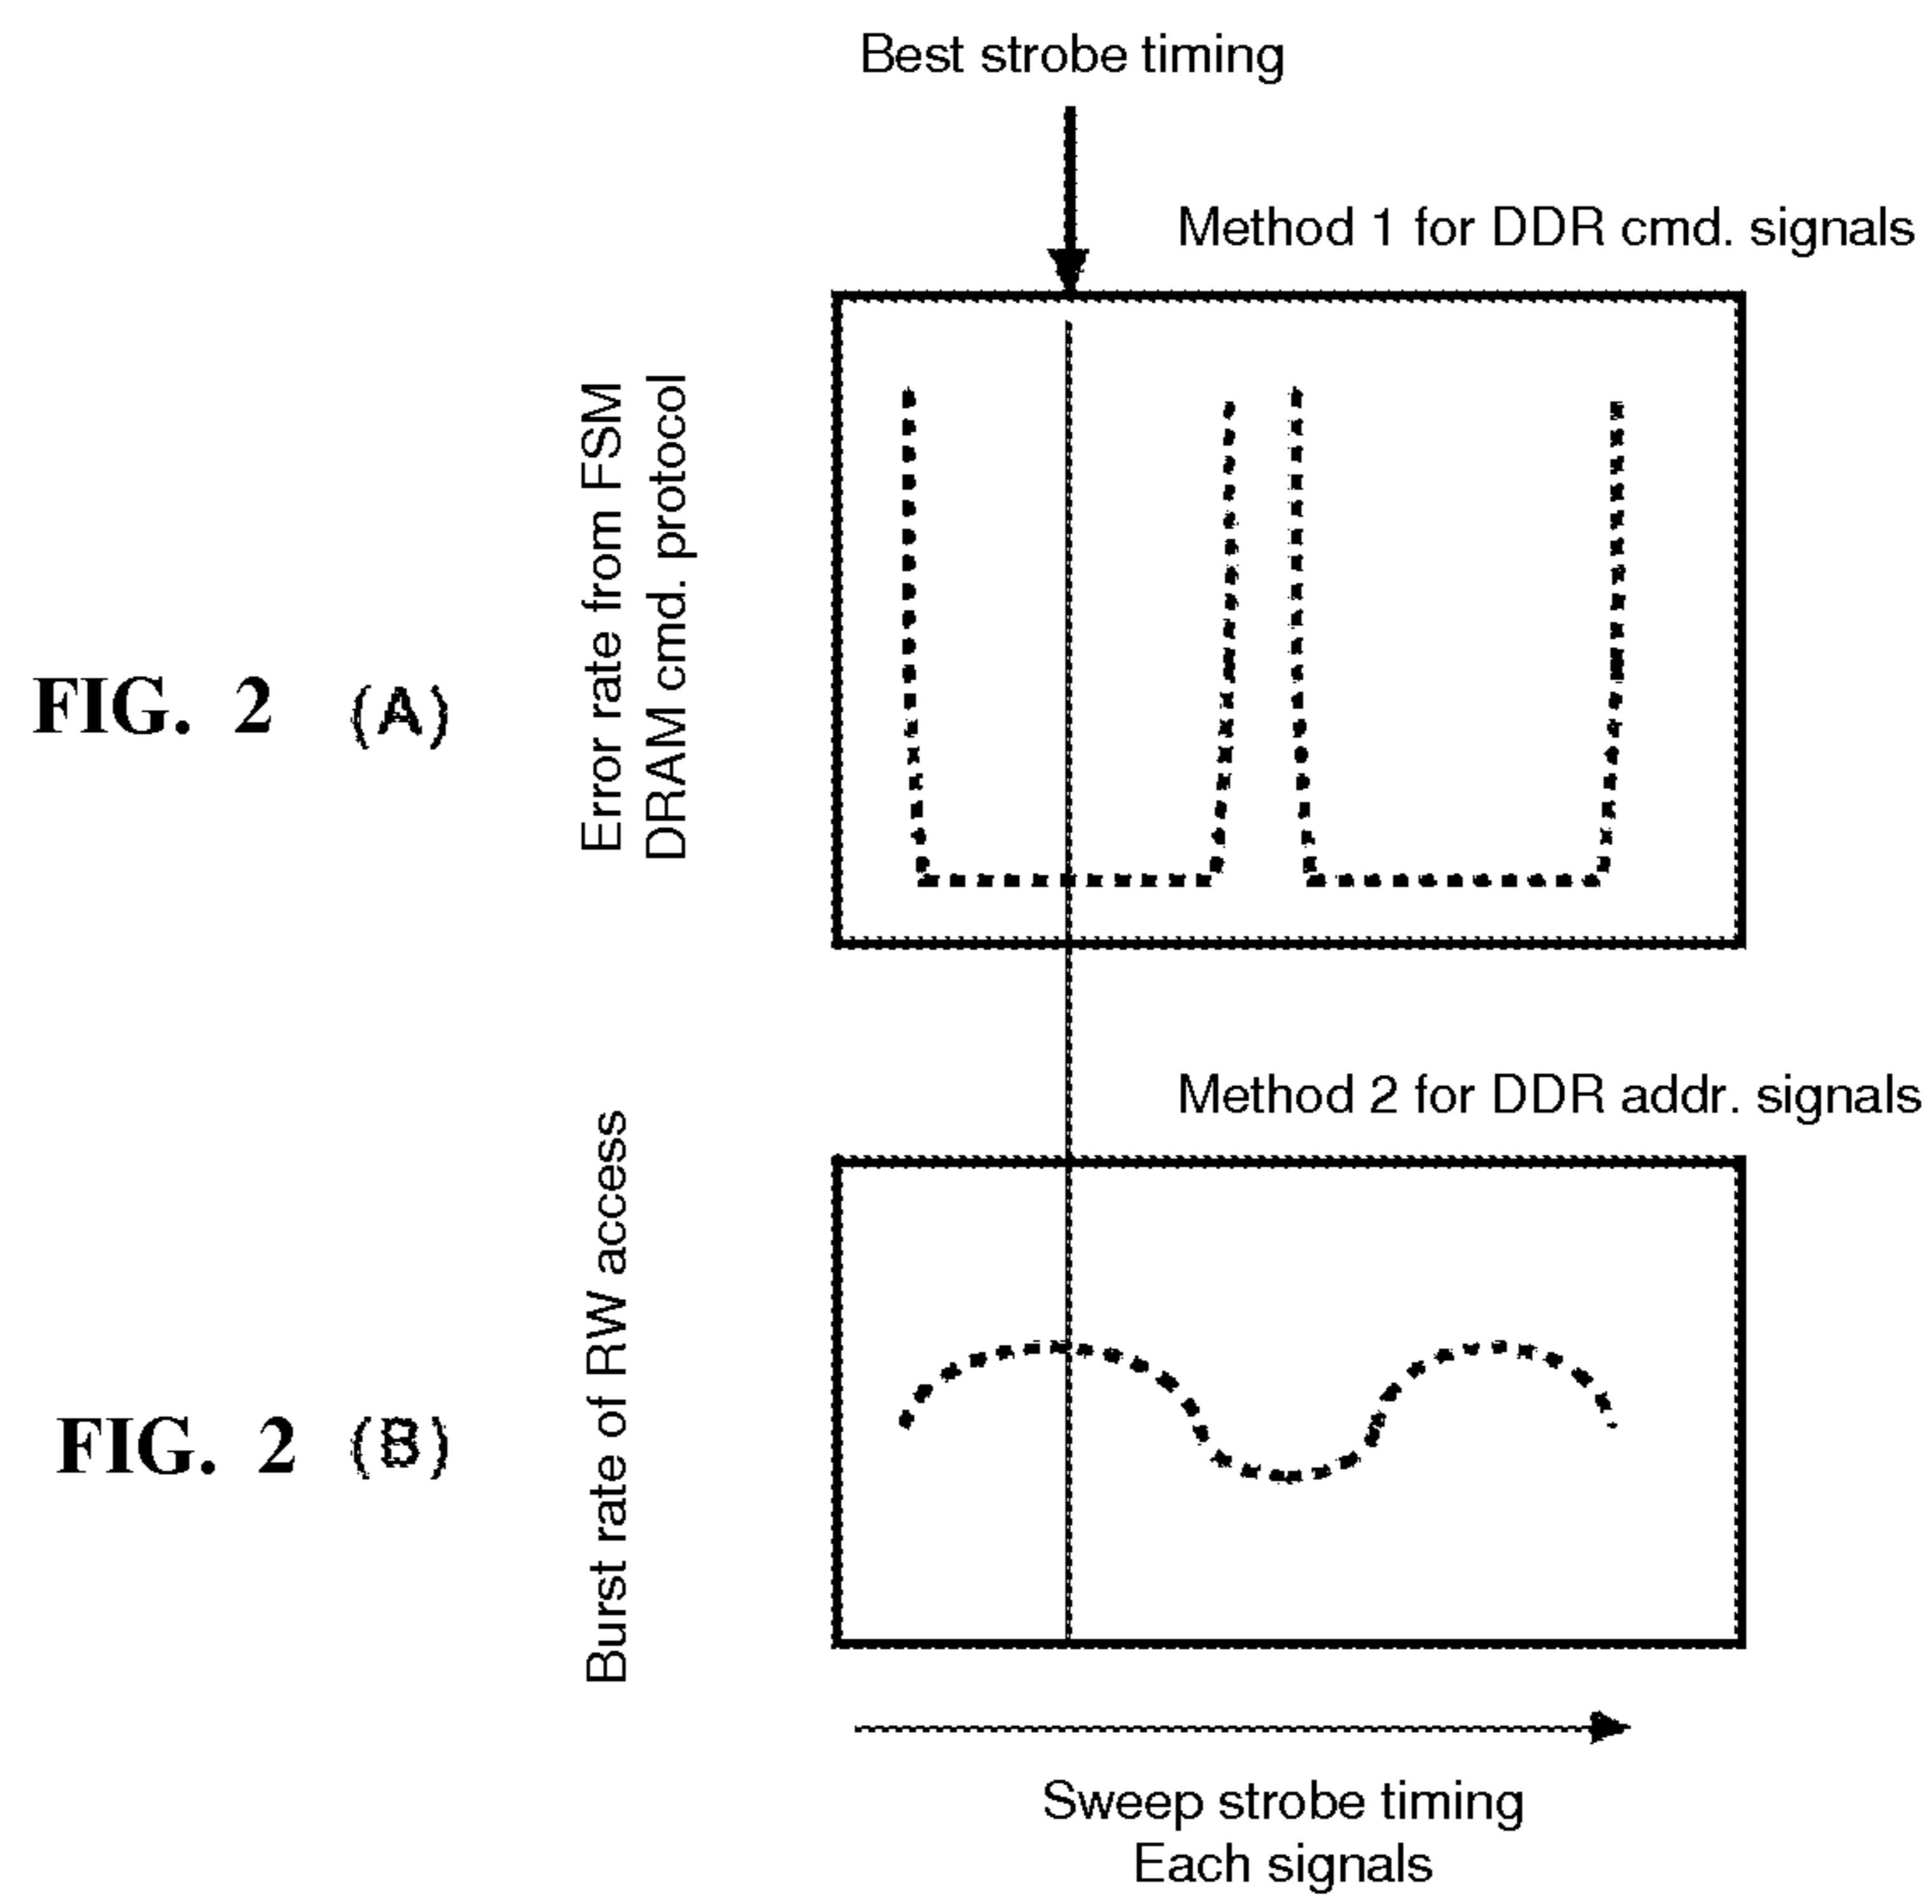 Best strobe timing
Method 1 for DDR cmd. signals
Error rate from FSM
DRAM cmd. protocol
FIG. 2 (A)
Method 2 for DDR addr. signals
Burst rate of RW access
FIG. 2 (B)
Sweep strobe timing
Each signals